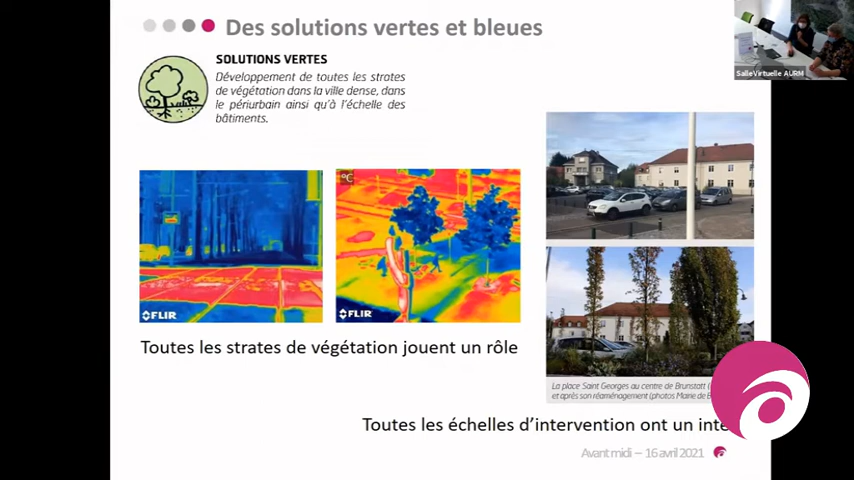 Des solutions vertes et bleues
SalleVirtuelle AURM
SOLUTIONS VERTES
Développement de toutes les strates
de végétation dans la ville dense, dans
le périurbain ainsi qu'à l'échelle des
bâtiments.
°C
FLIR
FLIR
Toutes les strates de végétation jouent un rôle
La place Saint Georges au centre de Brunstatt
et après son réaménagement (photos Mairie de
Toutes les échelles d'intervention ont un
Avant midi – 16 avril 2021